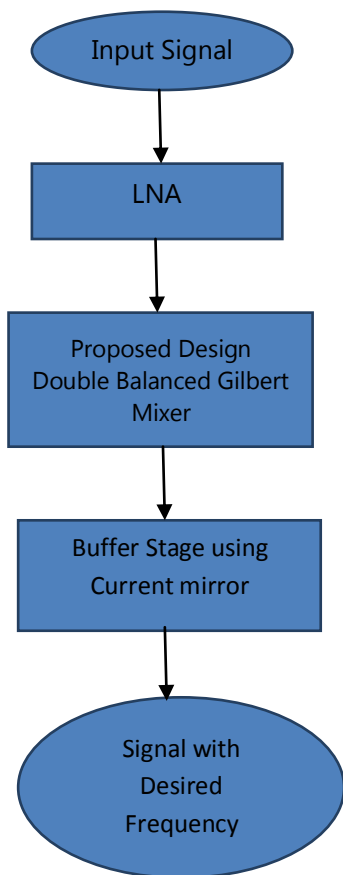 Input Signal
LNA
Proposed Design
Double Balanced Gilbert
Mixer
Buffer Stage using
Current mirror
Signal with
Desired
Frequency